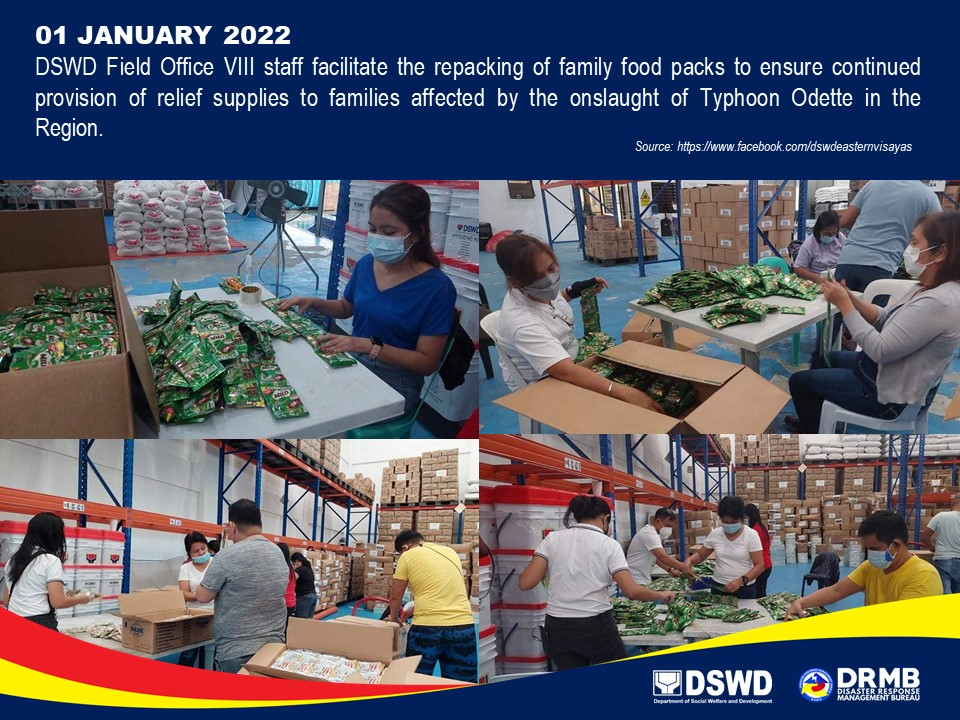 01 JANUARY 2022
DSWD Field Office VIII staff facilitate the repacking of family food packs to ensure continued
provision of relief supplies to families affected by the onslaught of Typhoon Odette in the
Region.
Source: https://www.facebook.com/dswdeasternvisayas
DSWD
HYGIENE
DSWD
Department of Social Welfare and Development
DRMB
DISASTER RESPONSE
MANAGEMENT BUREAU